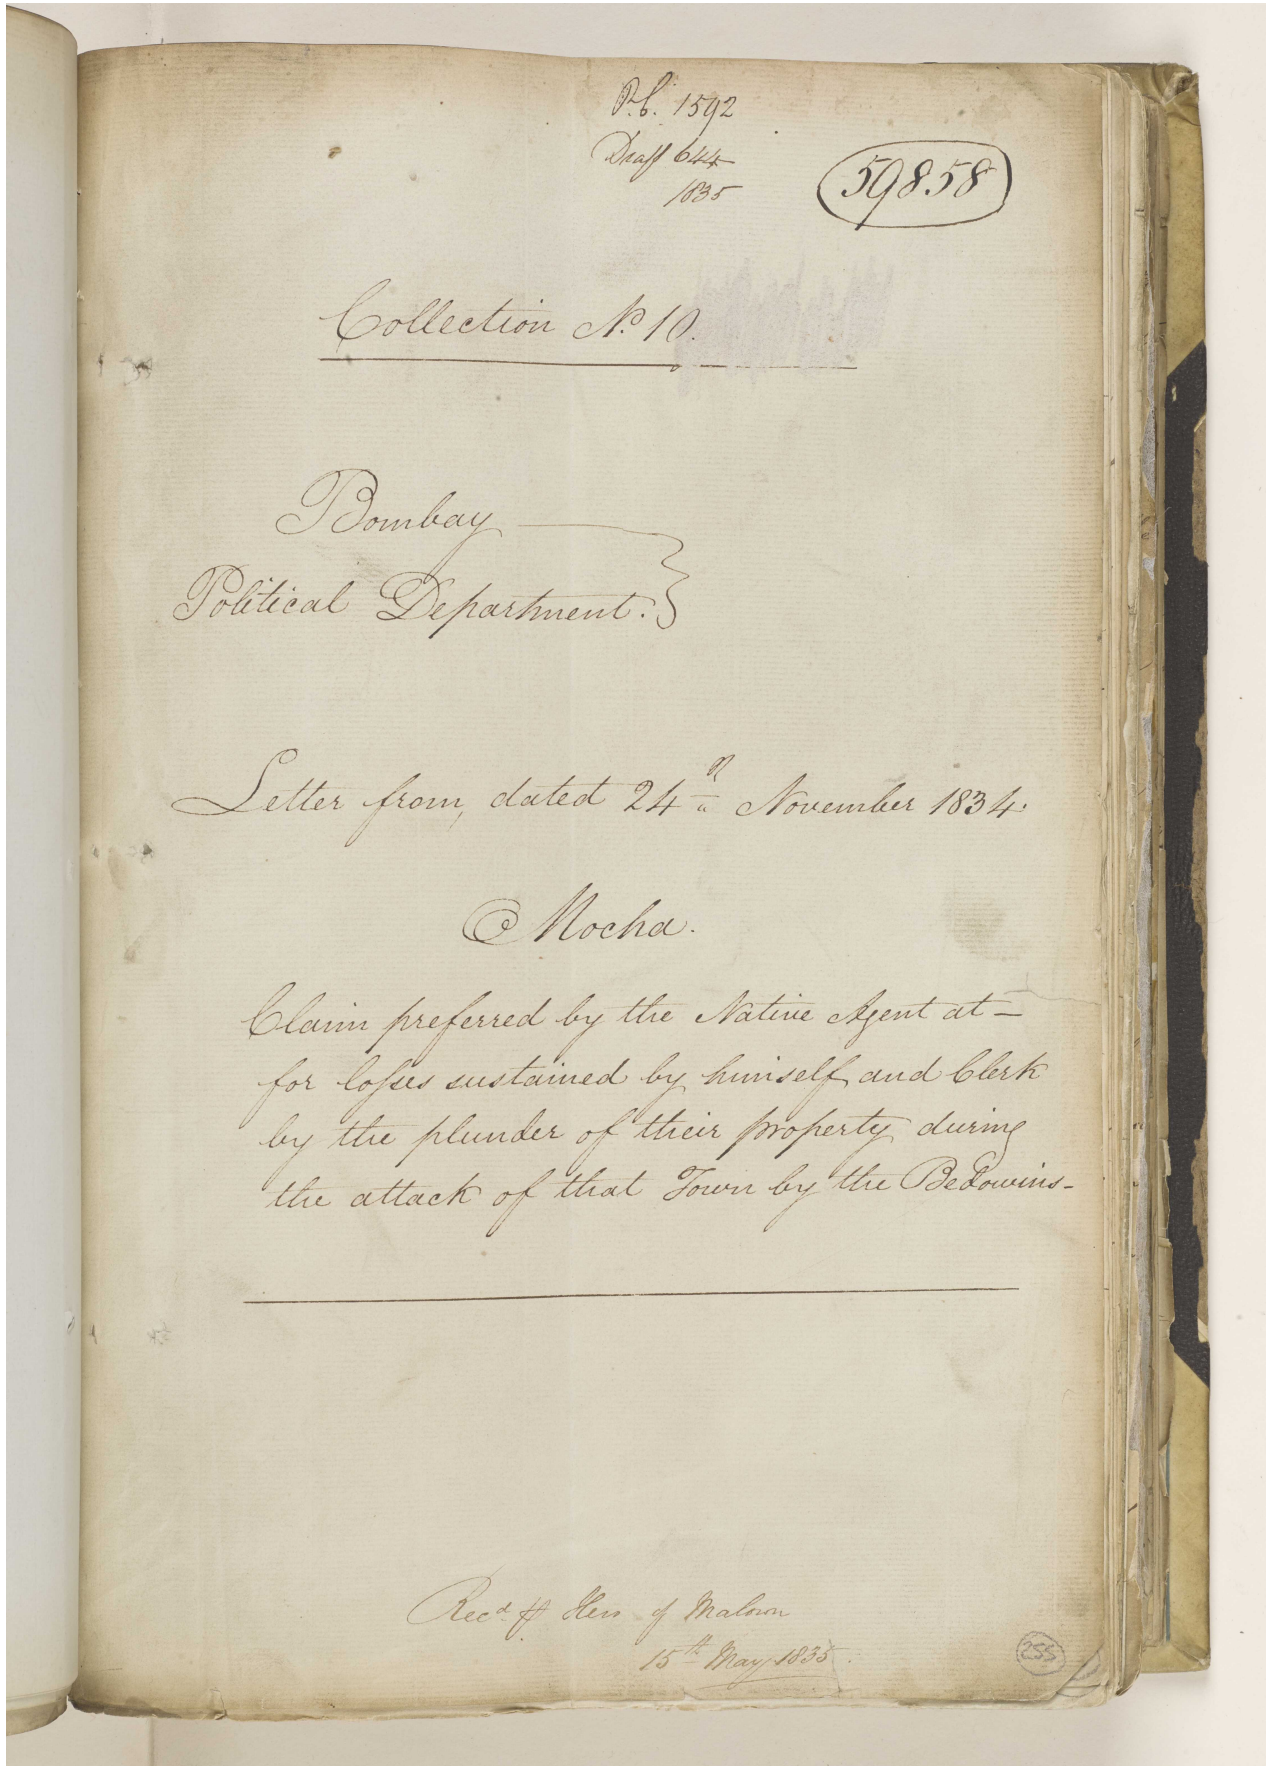 P.C. 1592
Draft 644
1835
59858
Collection No. 10.
Bombay
Political Department.
Letter from, dated 24th November 1834.
Mocha.
Claim preferred by the Native Agent at —
for losses sustained by himself and Clerk
by the plunder of their property during
the attack of that Town by the Bedowins -
Recd P of Malown
15th May 1835.
255